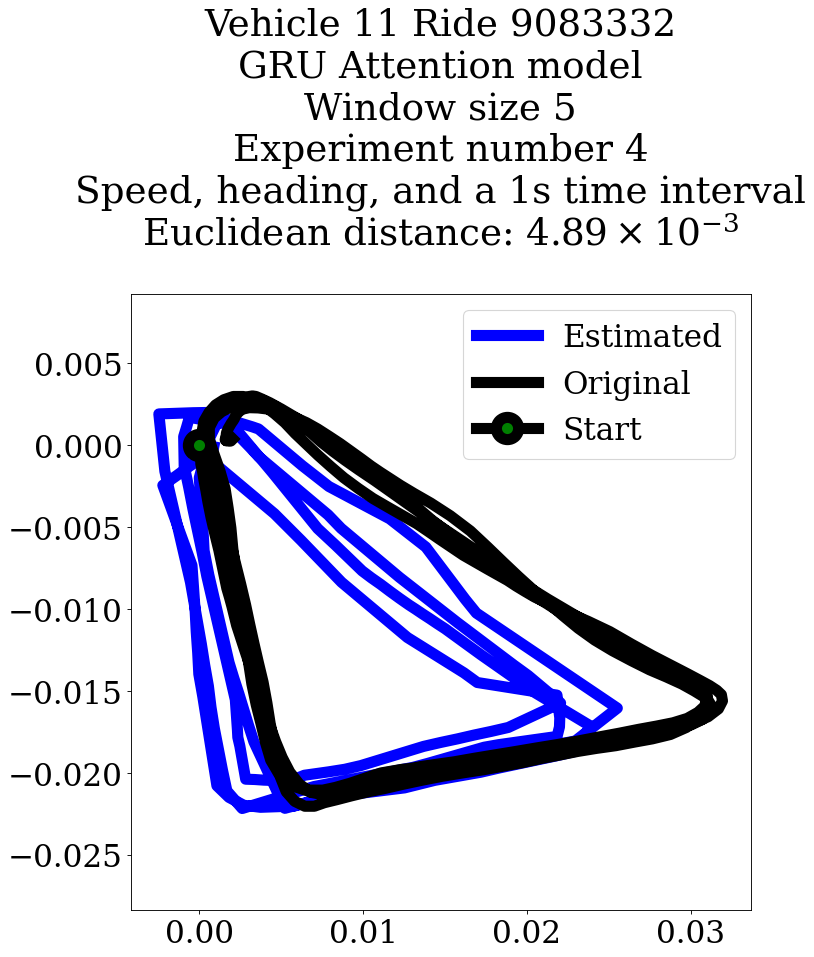 Vehicle 11 Ride 9083332
GRU Attention model
Window size 5
Experiment number 4
Speed, heading, and a 1s time interval
Euclidean distance: 4.89 × 10⁻³
Estimated
Original
Start
0.005
0.000
−0.005
−0.010
−0.015
−0.020
−0.025
0.00 0.01 0.02 0.03